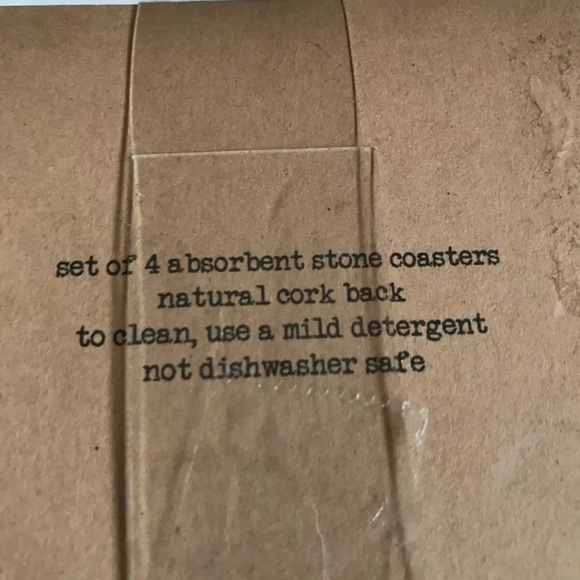 set of 4 absorbent stone coasters
natural cork back
to clean, use a mild detergent
not dishwasher safe